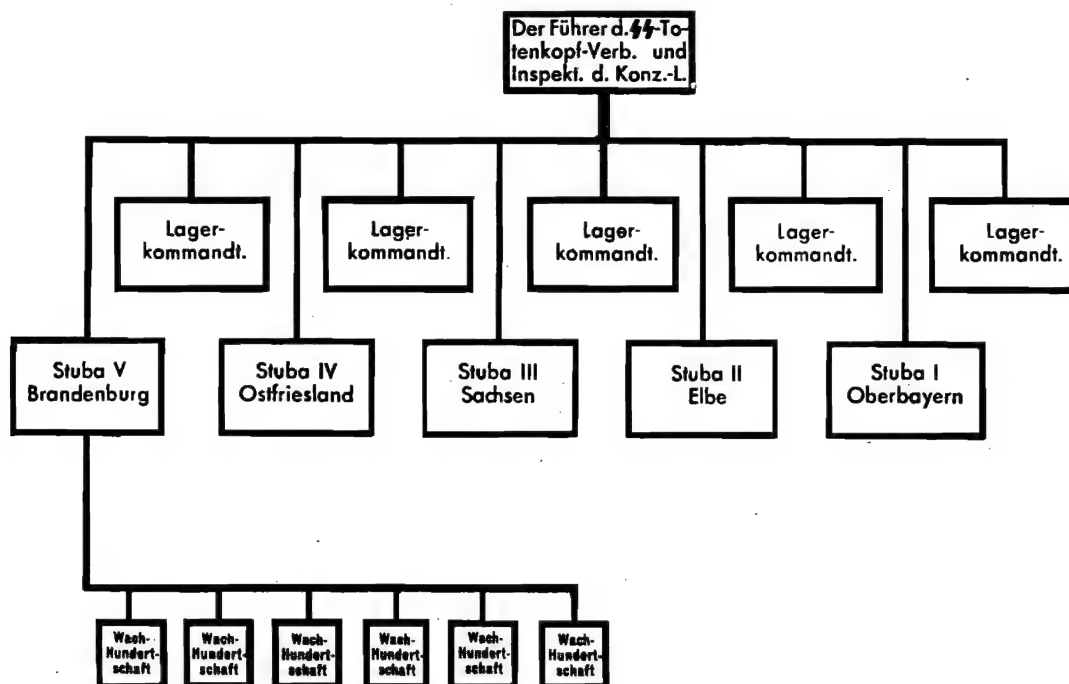 Der Führer d.SS-To-
tenkopf-Verb. und
Inspekt. d. Konz.-L.
Lager-
kommandt.
Lager-
kommandt.
Lager-
kommandt.
Lager-
kommandt.
Lager-
kommandt.
Stuba V
Brandenburg
Stuba IV
Ostfriesland
Stuba III
Sachsen
Stuba II
Elbe
Stuba I
Oberbayern
Wach-
Hundert-
schaft
Wach-
Hundert-
schaft
Wach-
Hundert-
schaft
Wach-
Hundert-
schaft
Wach-
Hundert-
schaft
Wach-
Hundert-
schaft